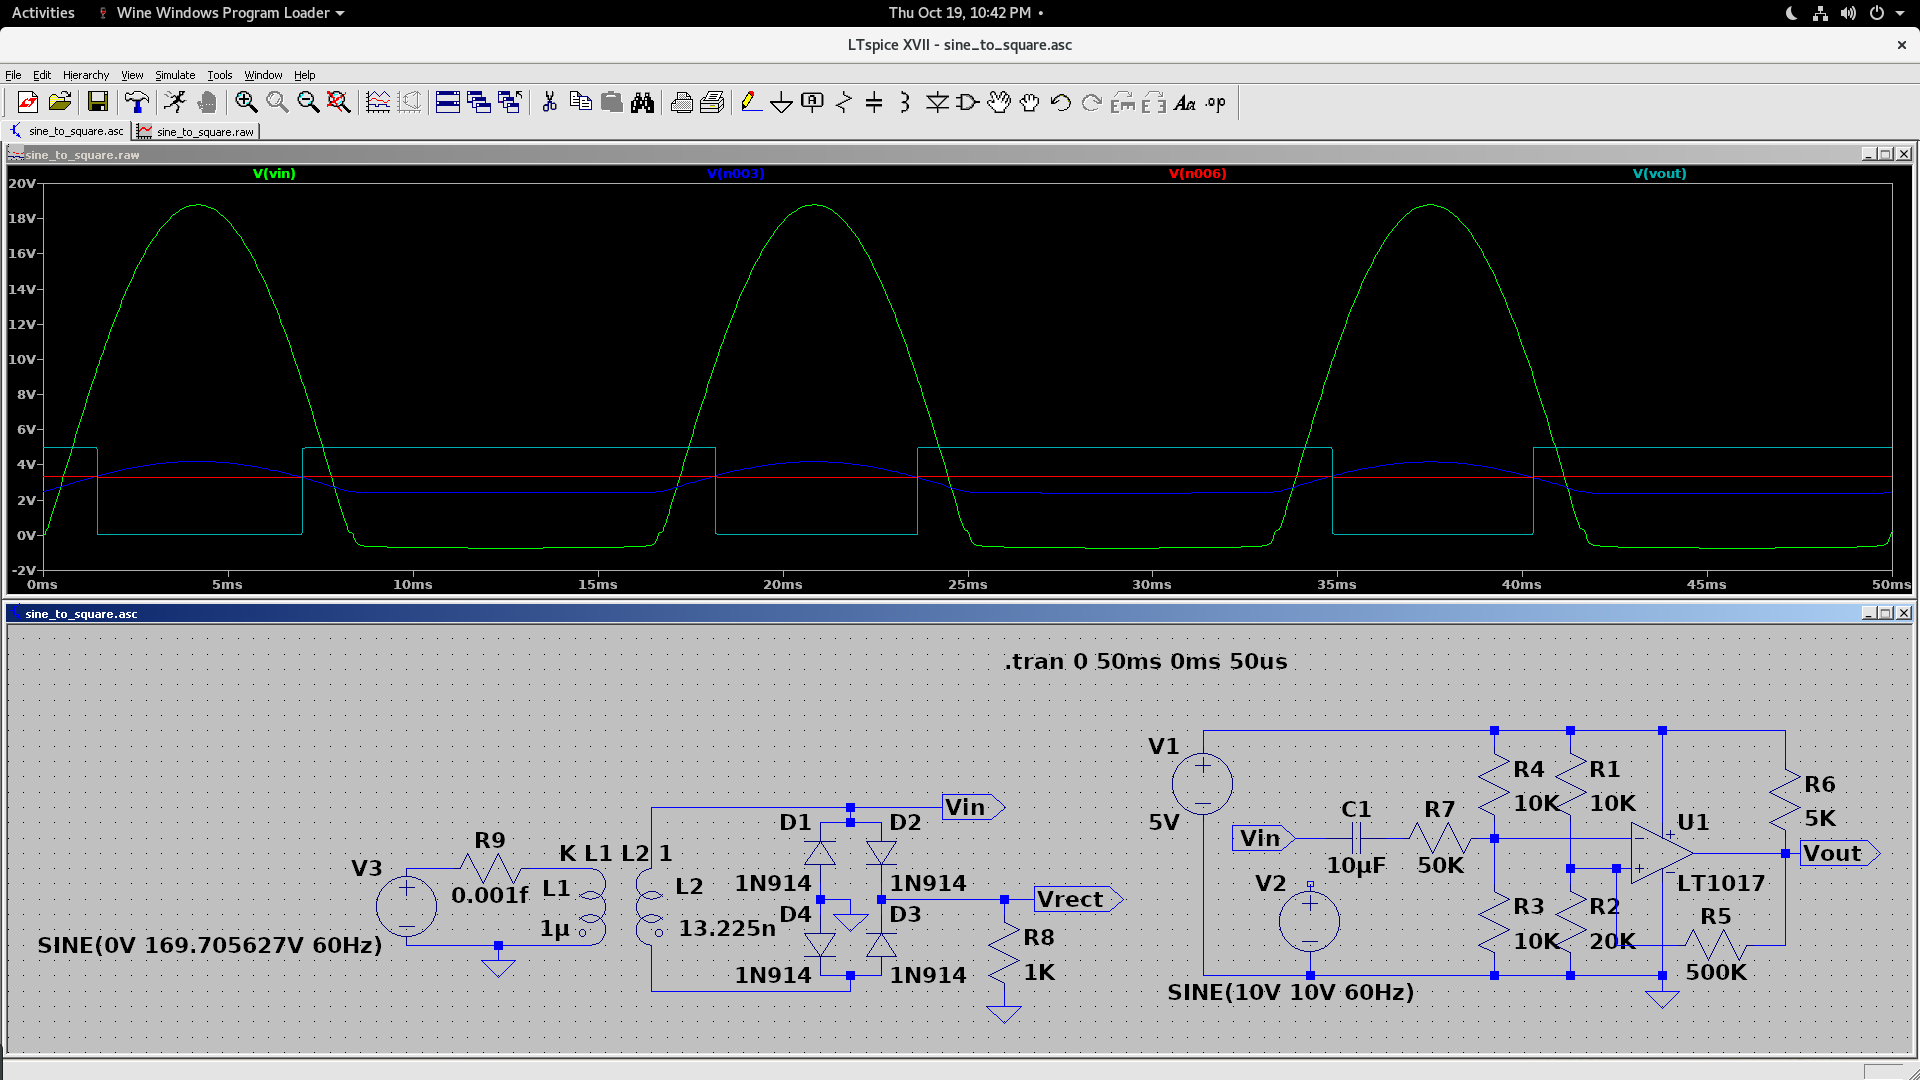 Activities Wine Windows Program Loader Thu Oct 19, 10:42 PM
LTspice XVII - sine_to_square.asc
File Edit Hierarchy View Simulate Tools Window Help
.op
sine_to_square.asc sine_to_square.raw
sine_to_square.raw
V(vin) V(n003) V(n006) V(vout)
20V
18V
16V
14V
12V
10V
8V
6V
4V
2V
0V
-2V
0ms 5ms 10ms 15ms 20ms 25ms 30ms 35ms 40ms 45ms 50ms
sine_to_square.asc
.tran 0 50ms 0ms 50us
V3
SINE(0V 169.705627V 60Hz)
R9
0.001f
K L1 L2 1
L1
1µ
L2
13.225n
D1
1N914
D2
1N914
D4
1N914
D3
1N914
Vin
Vrect
R8
1K
V1
5V
Vin
C1
10µF
R7
50K
V2
SINE(10V 10V 60Hz)
R4
10K
R1
10K
R3
10K
R2
20K
U1
LT1017
R5
500K
R6
5K
Vout